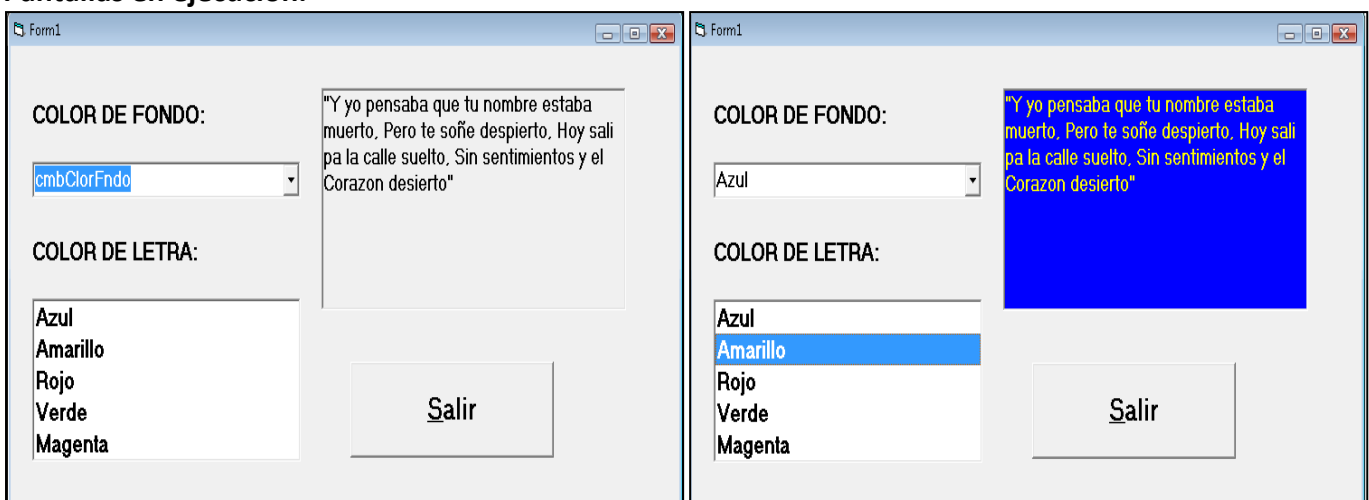 Pantallas en ejecución:
Form1
COLOR DE FONDO:
cmbClorFndo
COLOR DE LETRA:
Azul
Amarillo
Rojo
Verde
Magenta
"Y yo pensaba que tu nombre estaba
muerto, Pero te soñe despierto, Hoy sali
pa la calle suelto, Sin sentimientos y el
Corazon desierto"
Salir
Form1
COLOR DE FONDO:
Azul
COLOR DE LETRA:
Azul
Amarillo
Rojo
Verde
Magenta
"Y yo pensaba que tu nombre estaba
muerto, Pero te soñe despierto, Hoy sali
pa la calle suelto, Sin sentimientos y el
Corazon desierto"
Salir